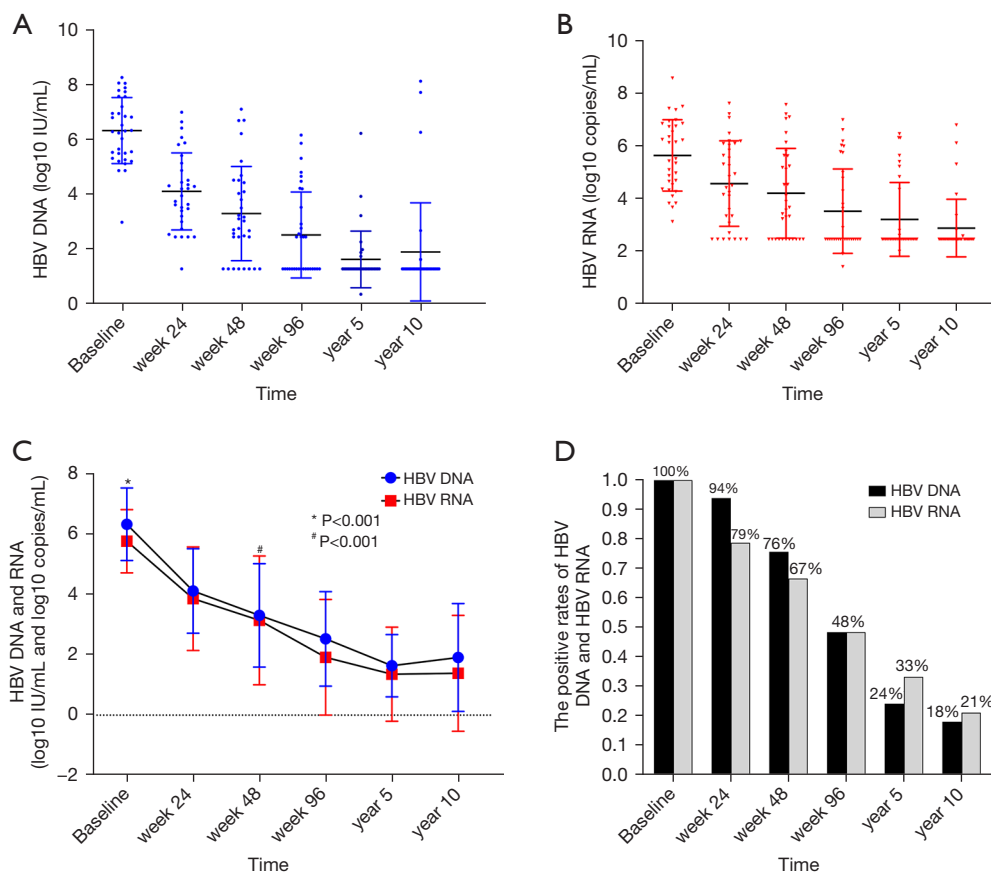 A
HBV DNA (log10 IU/mL)
10
8
6
4
2
0
Baseline
week 24
week 48
week 96
year 5
year 10
Time
B
HBV RNA (log10 copies/mL)
10
8
6
4
2
0
Baseline
week 24
week 48
week 96
year 5
year 10
Time
C
HBV DNA and RNA
(log10 IU/mL and log10 copies/mL)
8
6
4
2
0
−2
*
#
HBV DNA
HBV RNA
* P<0.001
# P<0.001
Baseline
week 24
week 48
week 96
year 5
year 10
Time
D
The positive rates of HBV
DNA and HBV RNA
1.0
0.9
0.8
0.7
0.6
0.5
0.4
0.3
0.2
0.1
0.0
100%
94%
79%
76%
67%
48%
24%
33%
18%
21%
HBV DNA
HBV RNA
Baseline
week 24
week 48
week 96
year 5
year 10
Time